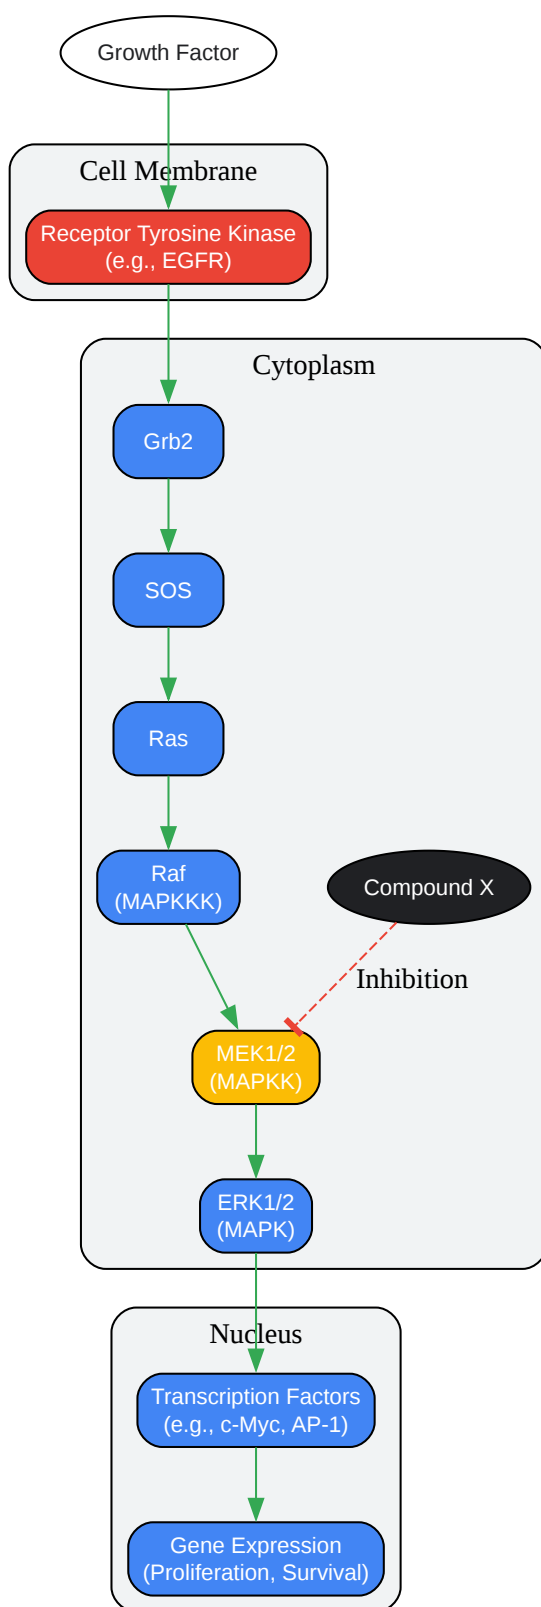 Growth Factor
Cell Membrane
Receptor Tyrosine Kinase
(e.g., EGFR)
Cytoplasm
Grb2
SOS
Ras
Raf
(MAPKKK)
Compound X
Inhibition
MEK1/2
(MAPKK)
ERK1/2
(MAPK)
Nucleus
Transcription Factors
(e.g., c-Myc, AP-1)
Gene Expression
(Proliferation, Survival)